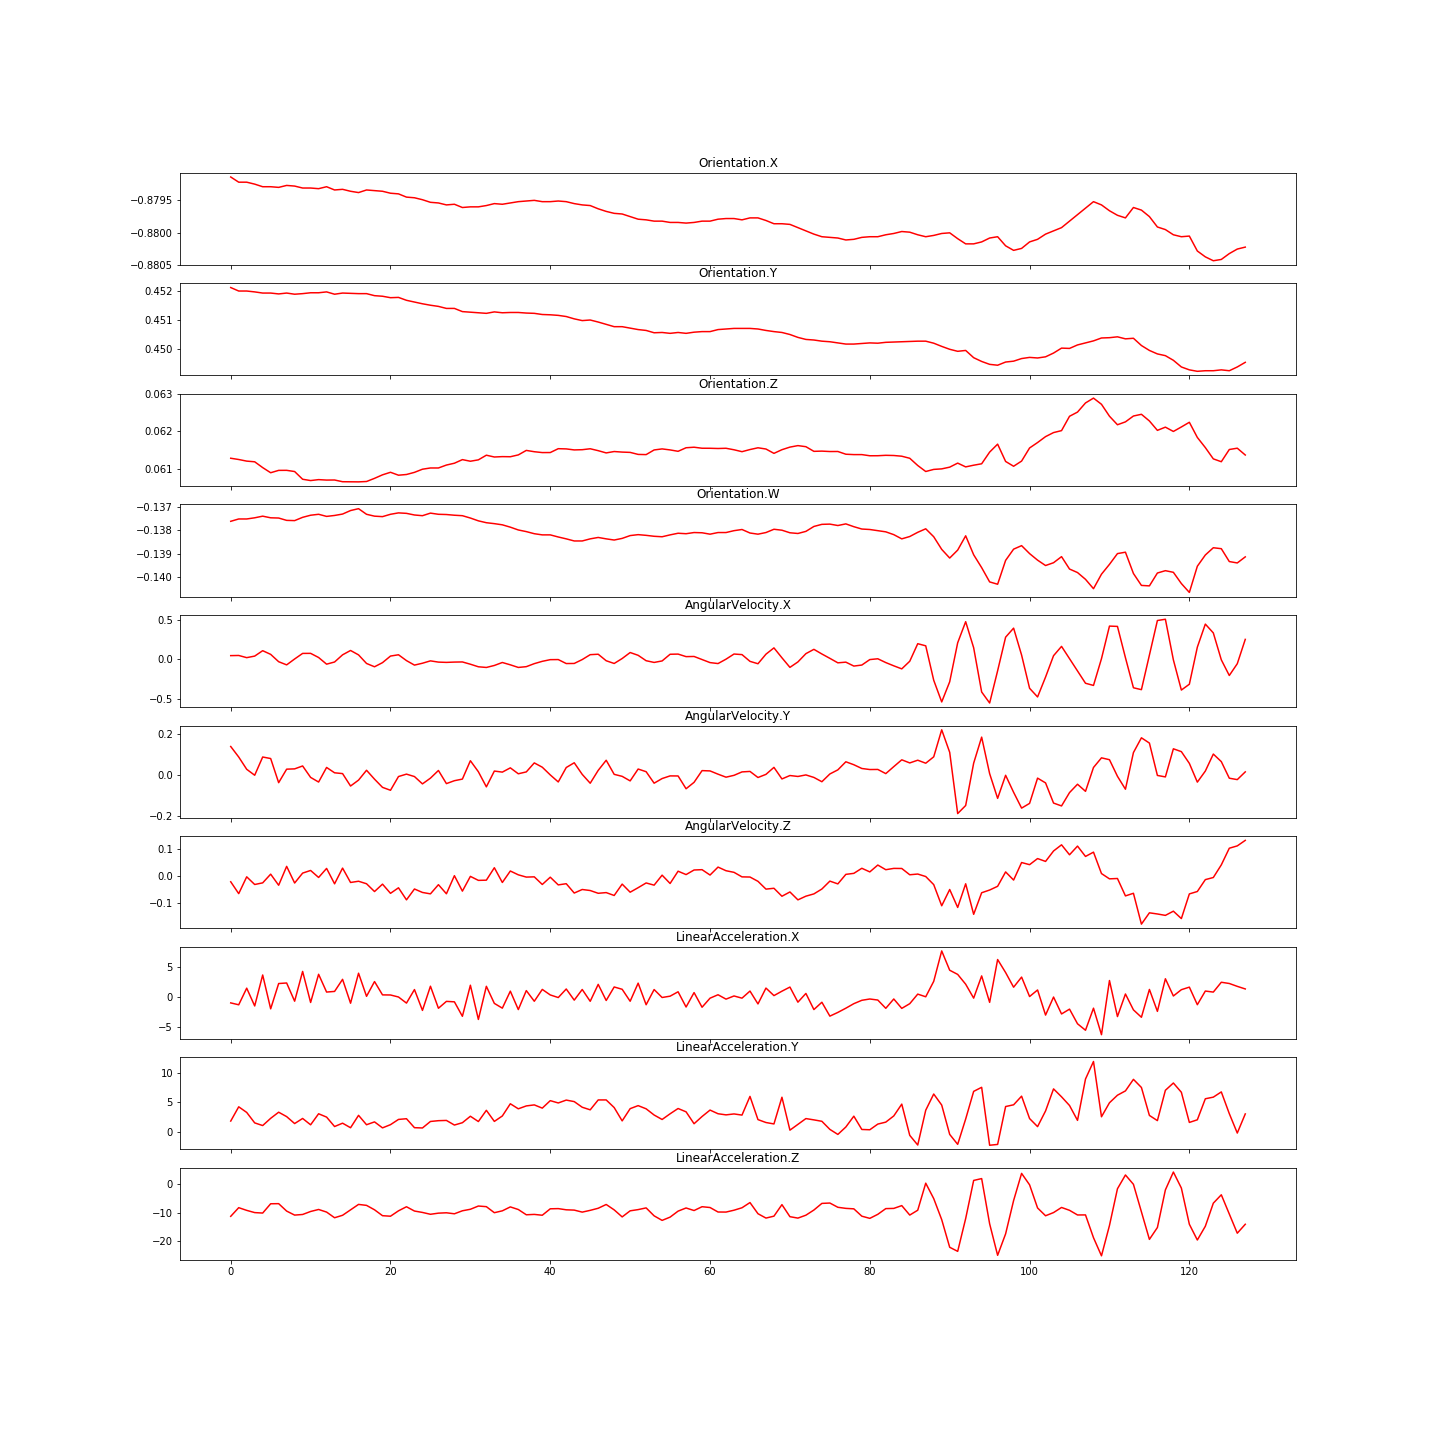 Orientation.X
−0.8795
−0.8800
−0.8805
Orientation.Y
0.452
0.451
0.450
Orientation.Z
0.063
0.062
0.061
Orientation.W
−0.137
−0.138
−0.139
−0.140
AngularVelocity.X
0.5
0.0
−0.5
AngularVelocity.Y
0.2
0.0
−0.2
AngularVelocity.Z
0.1
0.0
−0.1
LinearAcceleration.X
5
0
−5
LinearAcceleration.Y
10
5
0
LinearAcceleration.Z
0
−10
−20
0 20 40 60 80 100 120